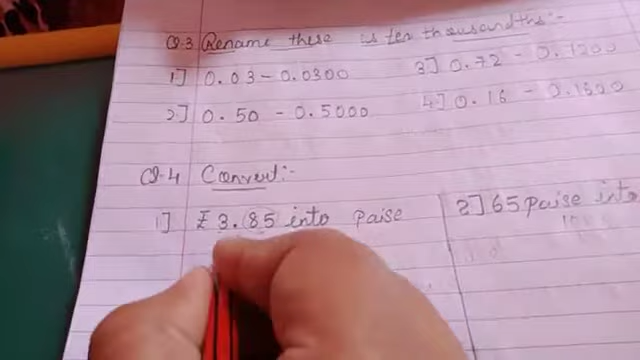 Q.3 Rename these is ten thousandths:-
1] 0.03 - 0.0300 3] 0.72 - 0.7200
2] 0.50 - 0.5000 4] 0.16 - 0.1600
Q.4 Convert:-
1] ₹ 3.85 into paise 2] 65 paise into